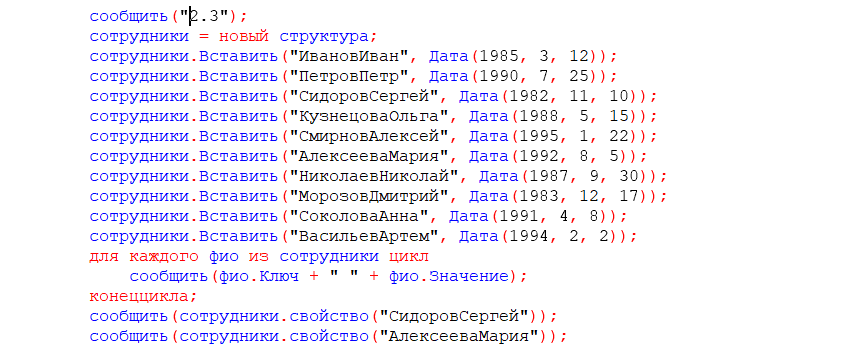 сообщить("2.3");
сотрудники = новый структура;
сотрудники.Вставить("ИвановИван", Дата(1985, 3, 12));
сотрудники.Вставить("ПетровПетр", Дата(1990, 7, 25));
сотрудники.Вставить("СидоровСергей", Дата(1982, 11, 10));
сотрудники.Вставить("КузнецоваОльга", Дата(1988, 5, 15));
сотрудники.Вставить("СмирновАлексей", Дата(1995, 1, 22));
сотрудники.Вставить("АлексееваМария", Дата(1992, 8, 5));
сотрудники.Вставить("НиколаевНиколай", Дата(1987, 9, 30));
сотрудники.Вставить("МорозовДмитрий", Дата(1983, 12, 17));
сотрудники.Вставить("СоколоваАнна", Дата(1991, 4, 8));
сотрудники.Вставить("ВасильевАртем", Дата(1994, 2, 2));
для каждого фио из сотрудники цикл
    сообщить(фио.Ключ + " " + фио.Значение);
конеццикла;
сообщить(сотрудники.свойство("СидоровСергей"));
сообщить(сотрудники.свойство("АлексееваМария"));